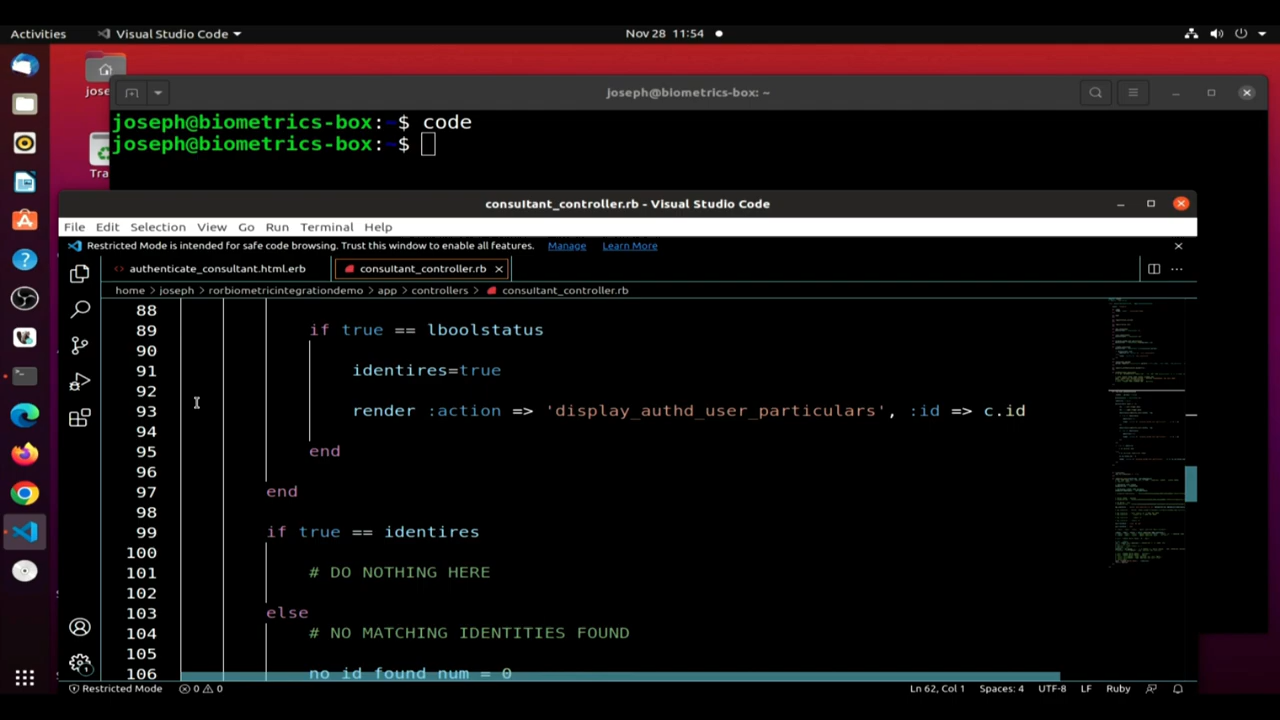 Activities
Visual Studio Code
Nov 28 11:54
jose
joseph@biometrics-box: ~
joseph@biometrics-box:~$ code
joseph@biometrics-box:~$
Tra
consultant_controller.rb - Visual Studio Code
File Edit Selection View Go Run Terminal Help
Restricted Mode is intended for safe code browsing. Trust this window to enable all features. Manage Learn More
authenticate_consultant.html.erb consultant_controller.rb
home > joseph > rorbiometricintegrationdemo > app > controllers > consultant_controller.rb
88
89 if true == lboolstatus
90
91 identires=true
92
93 render :action => 'display_authd_user_particulars', :id => c.id
94
95 end
96
97 end
98
99 if true == identires
100
101 # DO NOTHING HERE
102
103 else
104 # NO MATCHING IDENTITIES FOUND
105
106 no_id_found_num = 0
Restricted Mode 0 0 Ln 62, Col 1 Spaces: 4 UTF-8 LF Ruby